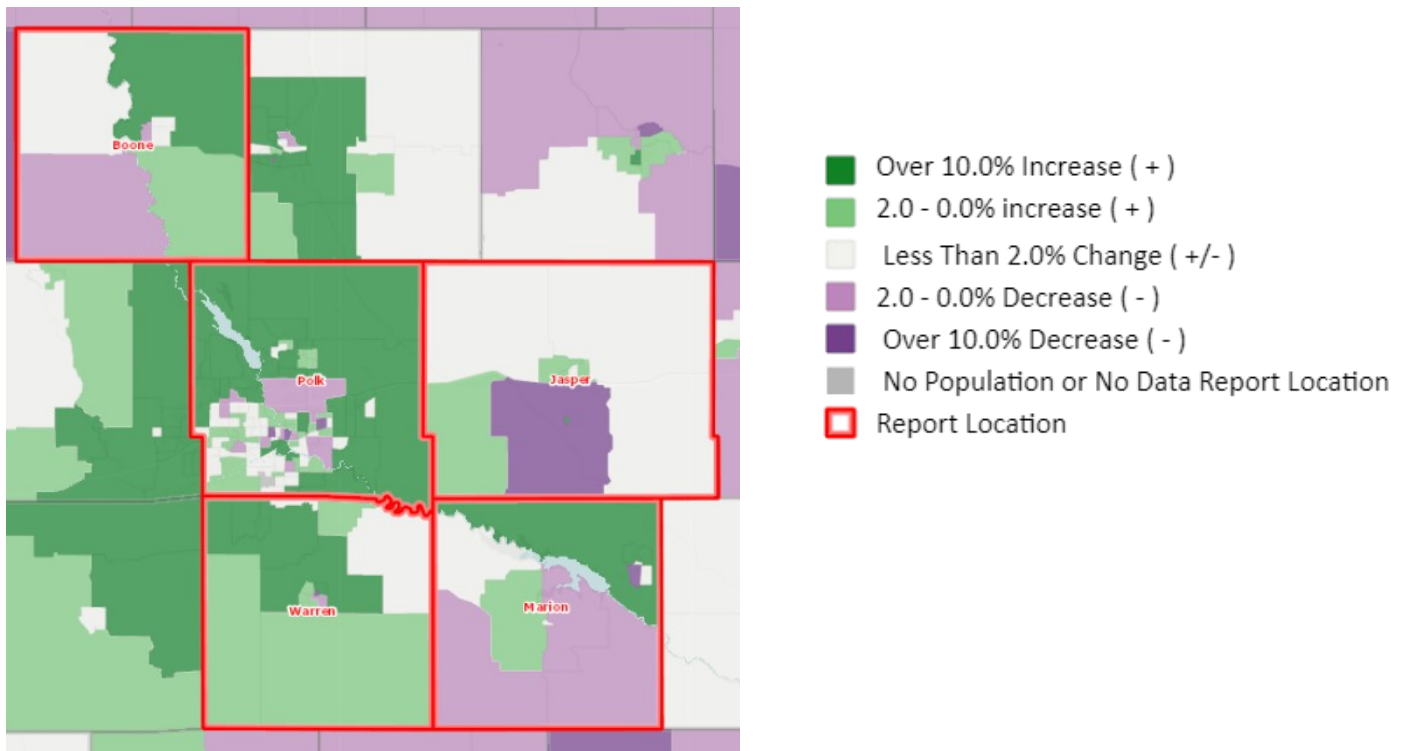 Boone
Polk
Jasper
Warren
Marion
Over 10.0% Increase ( + )
2.0 - 0.0% increase ( + )
Less Than 2.0% Change ( +/- )
2.0 - 0.0% Decrease ( - )
Over 10.0% Decrease ( - )
No Population or No Data Report Location
Report Location